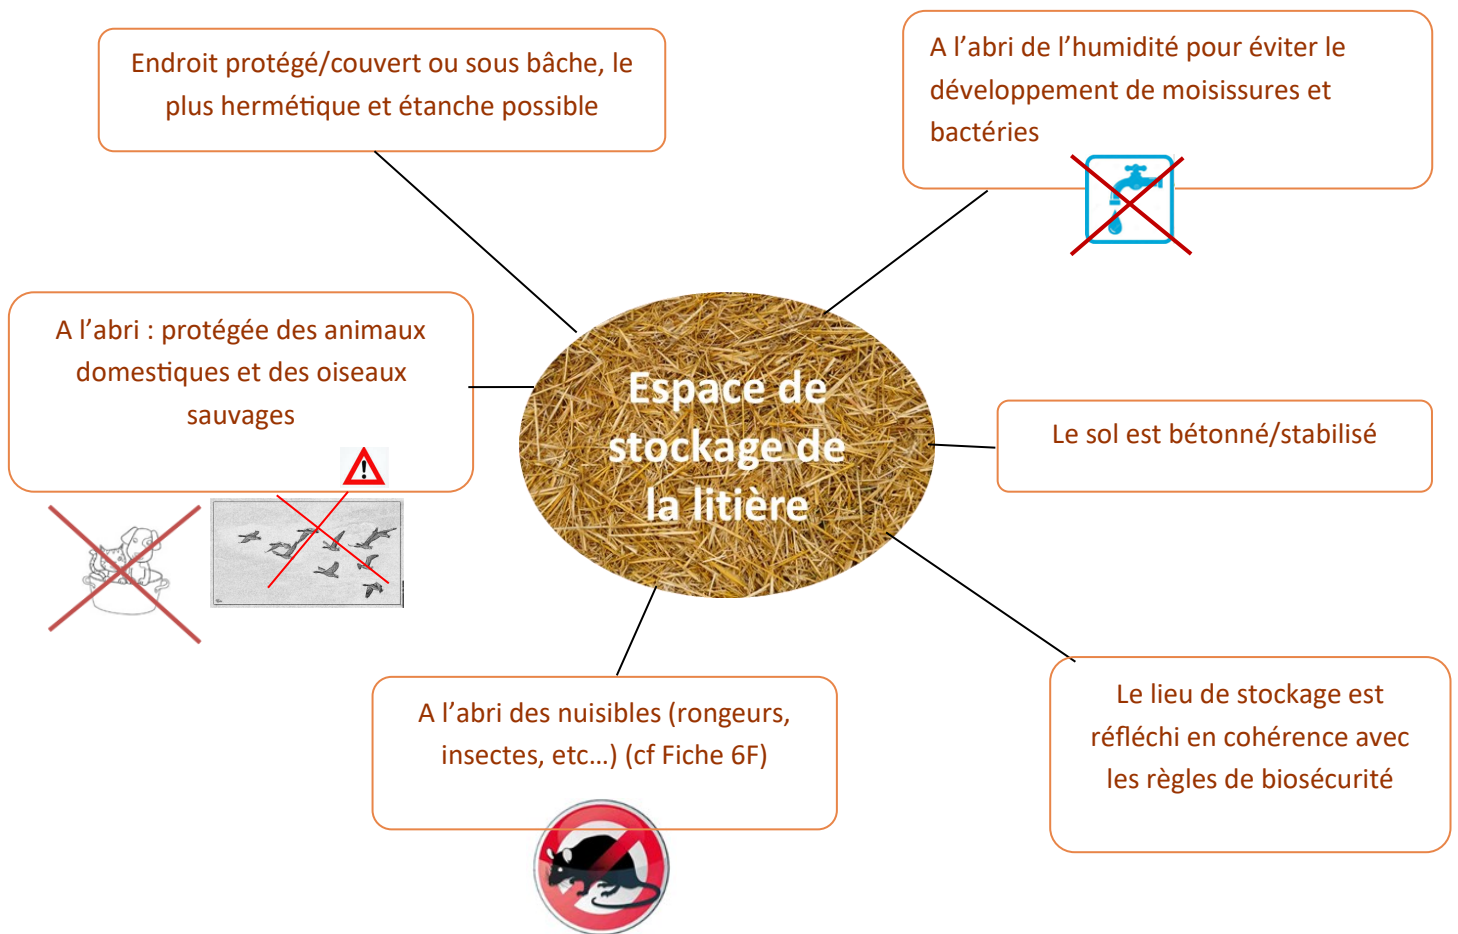 Endroit protégé/couvert ou sous bâche, le
plus hermétique et étanche possible
A l’abri de l’humidité pour éviter le
développement de moisissures et
bactéries
A l’abri : protégée des animaux
domestiques et des oiseaux
sauvages
Espace de
stockage de
la litière
Le sol est bétonné/stabilisé
A l’abri des nuisibles (rongeurs,
insectes, etc…) (cf Fiche 6F)
Le lieu de stockage est
réfléchi en cohérence avec
les règles de biosécurité